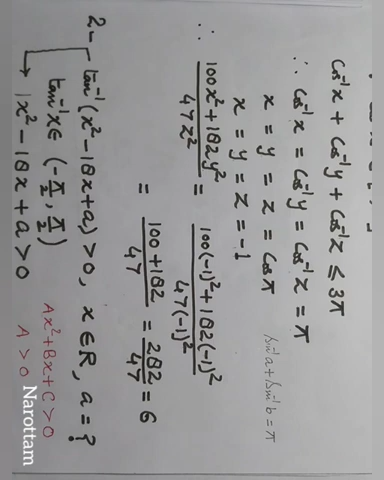 cos⁻¹x + cos⁻¹y + cos⁻¹z ≤ 3π
∴ cos⁻¹x = cos⁻¹y = cos⁻¹z = π
x = y = z = cosπ
x = y = z = -1
sin⁻¹a + sin⁻¹b = π
∴ (100x² + 182y²)/(47z²) = (100(-1)² + 182(-1)²)/(47(-1)²)
= (100 + 182)/47 = 282/47 = 6
2- tan⁻¹(x² - 18x + a) > 0, x ∈ R, a = ?
tan⁻¹x ∈ (-π/2, π/2)
→ 1x² - 18x + a > 0
Ax² + Bx + C > 0
A > 0
Narottam